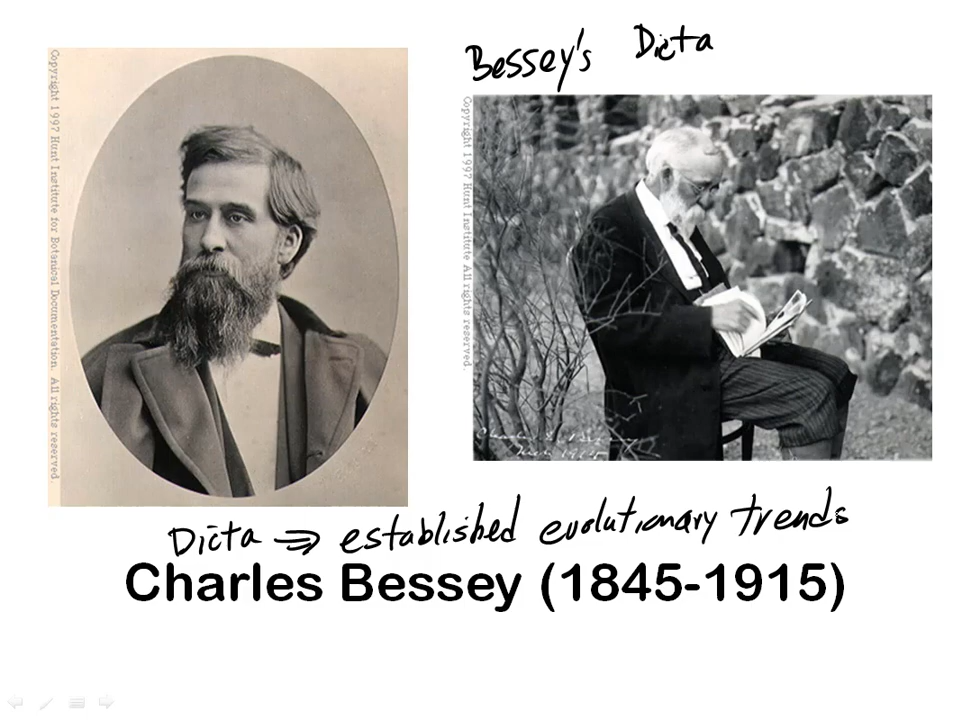 Bessey's Dicta
Copyright 1997 Hunt Institute for Botanical Documentation. All rights reserved.
Copyright 1997 Hunt Institute All rights reserved.
Dicta ⇒ established evolutionary trends
Charles Bessey (1845-1915)